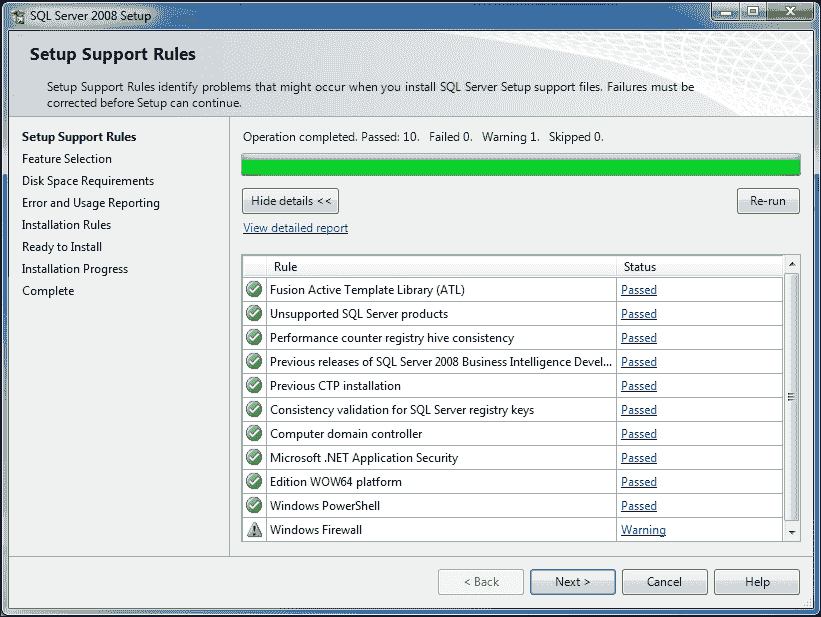 SQL Server 2008 Setup
Setup Support Rules
Setup Support Rules identify problems that might occur when you install SQL Server Setup support files. Failures must be
corrected before Setup can continue.
Setup Support Rules
Feature Selection
Disk Space Requirements
Error and Usage Reporting
Installation Rules
Ready to Install
Installation Progress
Complete
Operation completed. Passed: 10. Failed 0. Warning 1. Skipped 0.
Hide details <<
Re-run
View detailed report
Rule Status
Fusion Active Template Library (ATL) Passed
Unsupported SQL Server products Passed
Performance counter registry hive consistency Passed
Previous releases of SQL Server 2008 Business Intelligence Devel... Passed
Previous CTP installation Passed
Consistency validation for SQL Server registry keys Passed
Computer domain controller Passed
Microsoft .NET Application Security Passed
Edition WOW64 platform Passed
Windows PowerShell Passed
Windows Firewall Warning
< Back Next > Cancel Help